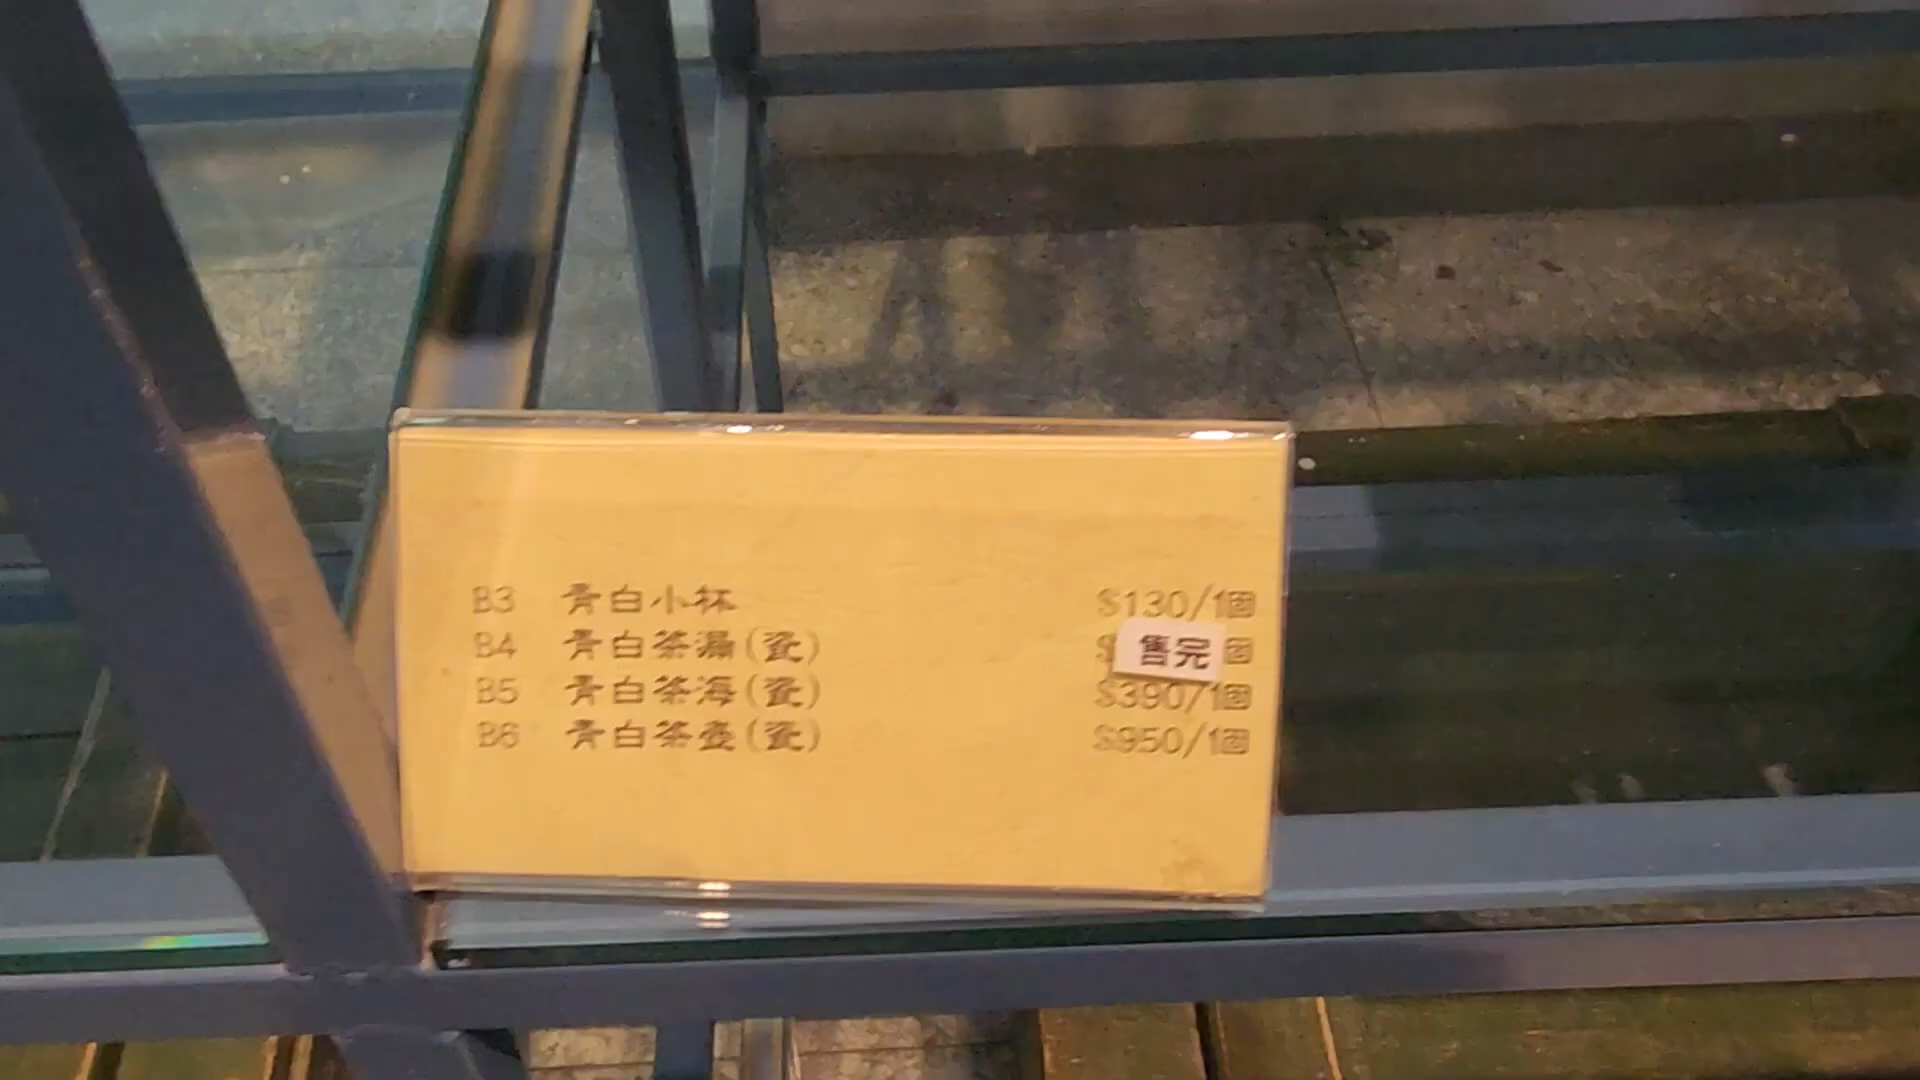 B3 青白小杯 $130/1個
B4 青白茶漏(瓷) $ 售完 個
B5 青白茶海(瓷) $390/1個
B6 青白茶壺(瓷) $950/1個